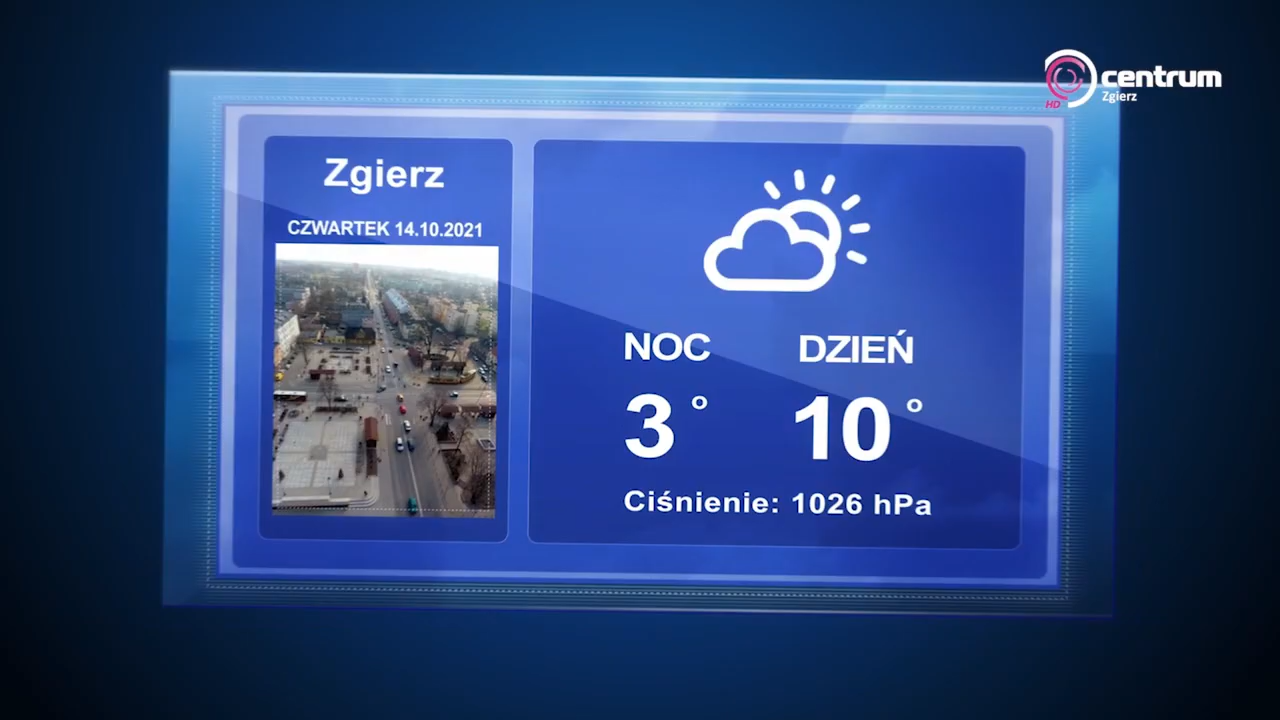 centrum
Zgierz
HD
Zgierz
CZWARTEK 14.10.2021
NOC DZIEŃ
3° 10°
Ciśnienie: 1026 hPa